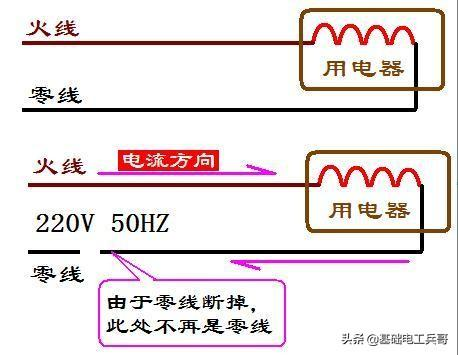 火线
用电器
零线
电流方向
火线
用电器
220V 50HZ
零线
由于零线断掉，
此处不再是零线
头条@基础电工兵哥